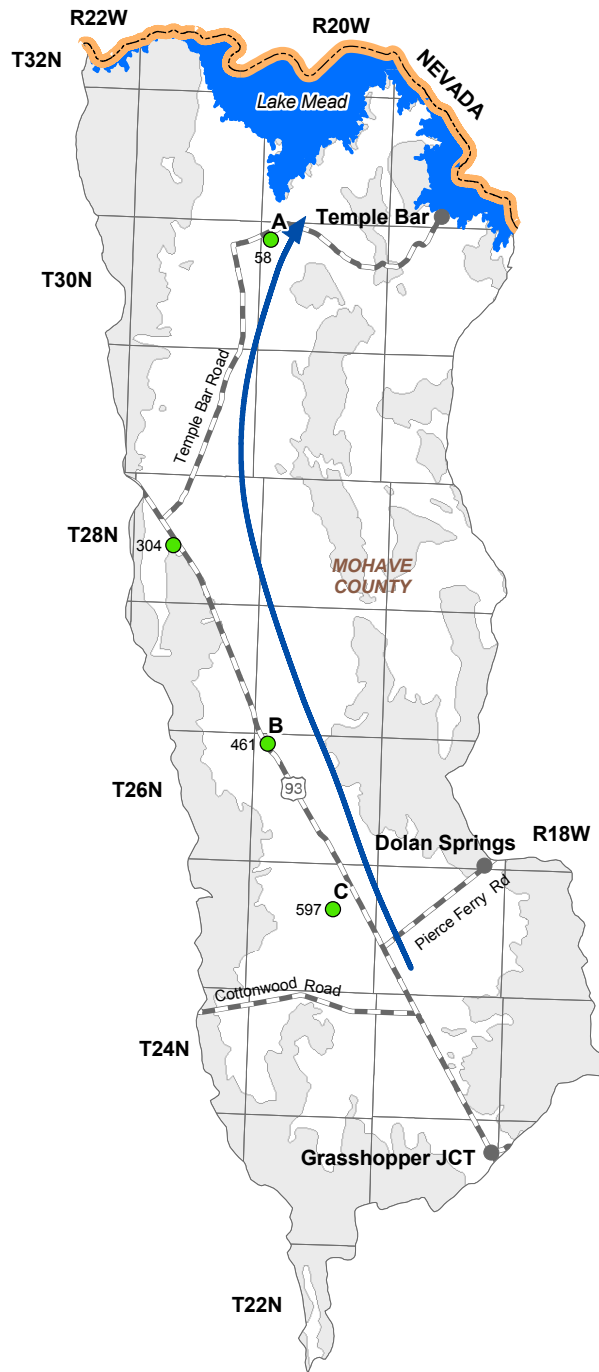 R22W
R20W
T32N
NEVADA
Lake Mead
A
Temple Bar
58
T30N
Temple Bar Road
T28N
304
MOHAVE
COUNTY
B
461
93
T26N
Dolan Springs
R18W
C
597
Pierce Ferry Rd
Cottonwood Road
T24N
Grasshopper JCT
T22N